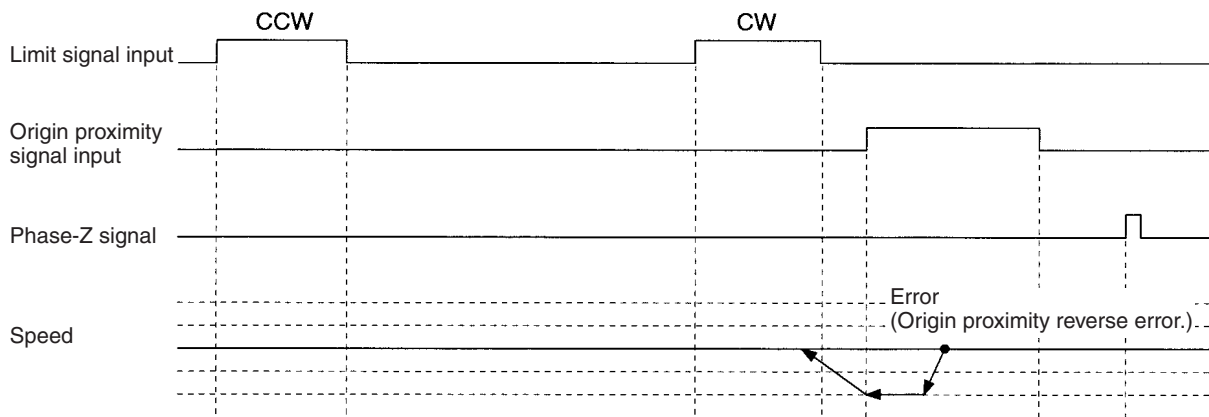 CCW
CW
Limit signal input
Origin proximity
signal input
Phase-Z signal
Error
(Origin proximity reverse error.)
Speed